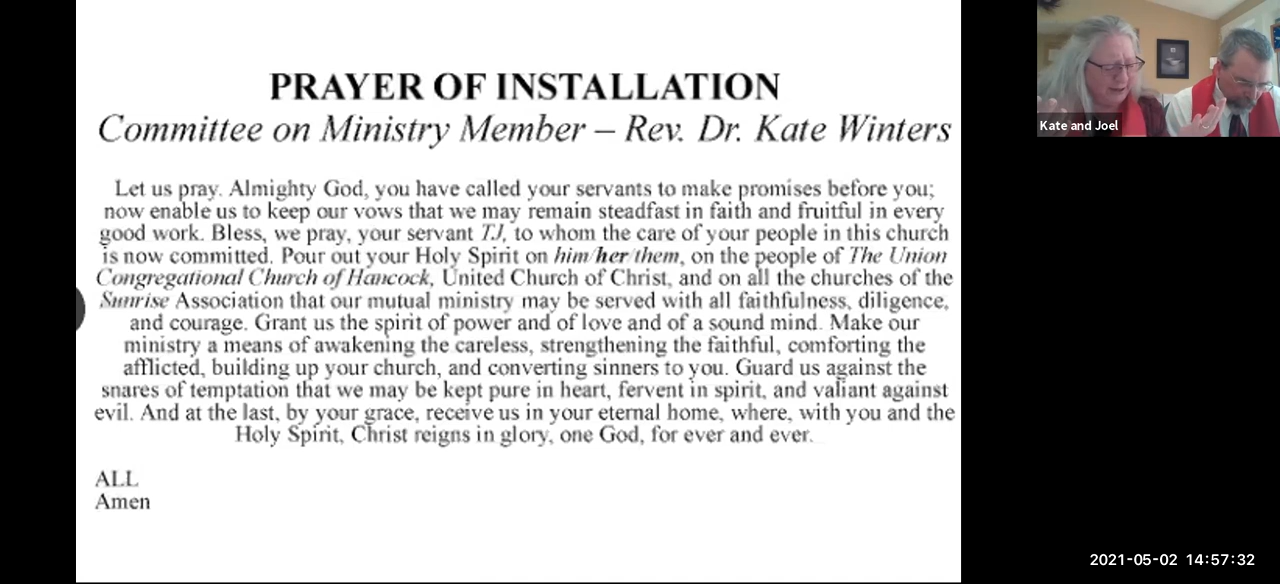 PRAYER OF INSTALLATION
Committee on Ministry Member – Rev. Dr. Kate Winters
Let us pray. Almighty God, you have called your servants to make promises before you;
now enable us to keep our vows that we may remain steadfast in faith and fruitful in every
good work. Bless, we pray, your servant TJ, to whom the care of your people in this church
is now committed. Pour out your Holy Spirit on him/her/them, on the people of The Union
Congregational Church of Hancock, United Church of Christ, and on all the churches of the
Sunrise Association that our mutual ministry may be served with all faithfulness, diligence,
and courage. Grant us the spirit of power and of love and of a sound mind. Make our
ministry a means of awakening the careless, strengthening the faithful, comforting the
afflicted, building up your church, and converting sinners to you. Guard us against the
snares of temptation that we may be kept pure in heart, fervent in spirit, and valiant against
evil. And at the last, by your grace, receive us in your eternal home, where, with you and the
Holy Spirit, Christ reigns in glory, one God, for ever and ever.
ALL
Amen
Kate and Joel
2021-05-02 14:57:32